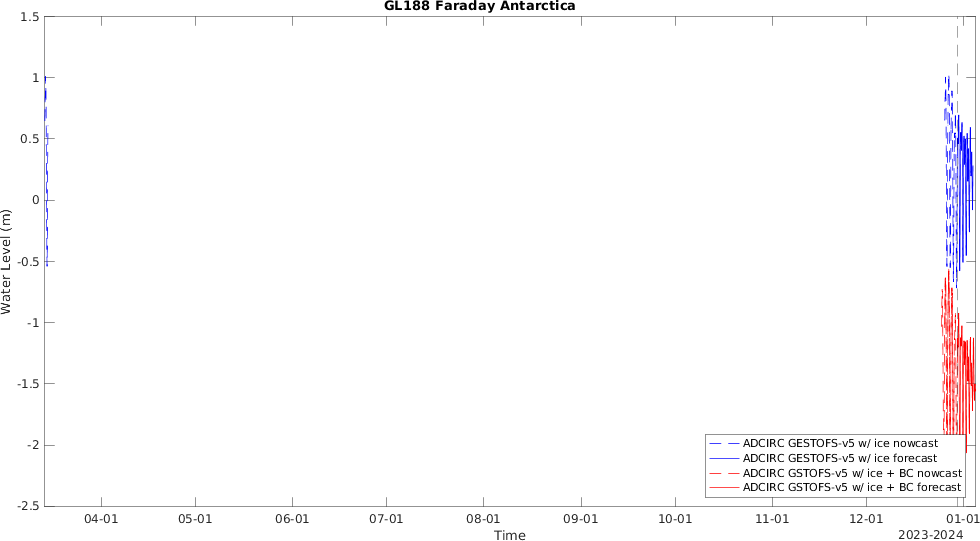 GL188 Faraday Antarctica
1.5
1
0.5
0
-0.5
-1
-1.5
-2
-2.5
Water Level (m)
ADCIRC GESTOFS-v5 w/ ice nowcast
ADCIRC GESTOFS-v5 w/ ice forecast
ADCIRC GSTOFS-v5 w/ ice + BC nowcast
ADCIRC GSTOFS-v5 w/ ice + BC forecast
04-01 05-01 06-01 07-01 08-01 09-01 10-01 11-01 12-01 01-01
Time
2023-2024